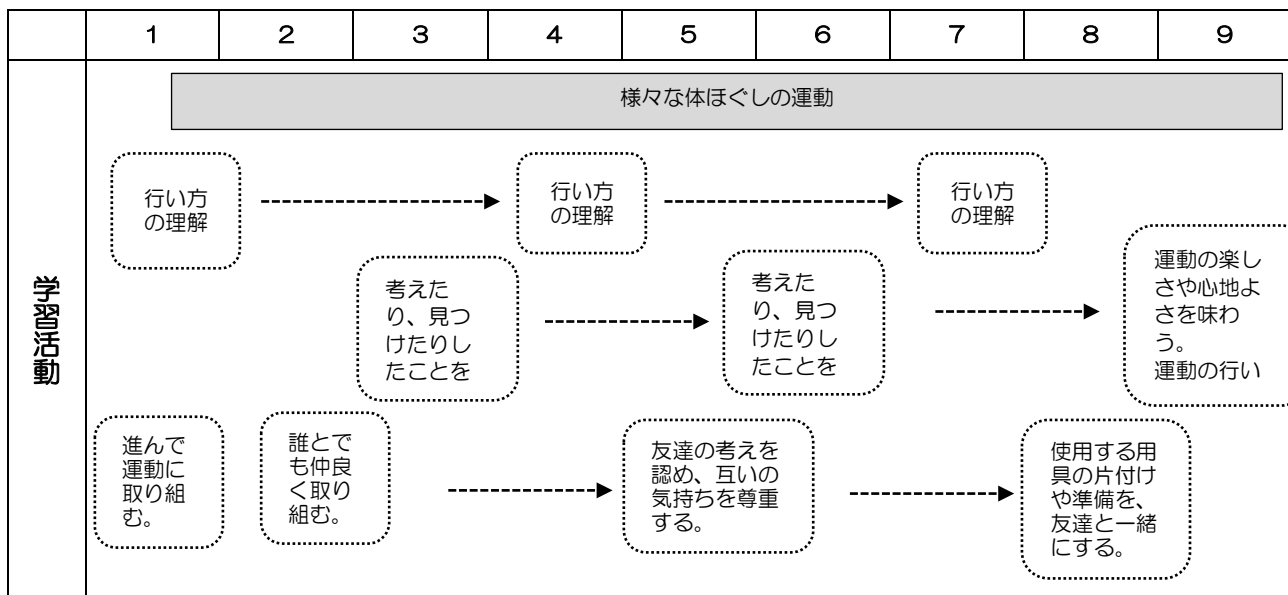 1 2 3 4 5 6 7 8 9
学習活動
様々な体ほぐしの運動
行い方
の理解
行い方
の理解
行い方
の理解
考えた
り、見つ
けたりし
たことを
考えた
り、見つ
けたりし
たことを
運動の楽し
さや心地よ
さを味わ
う。
運動の行い
進んで
運動に
取り組
む。
誰とで
も仲良
く取り
組む。
友達の考えを
認め、互いの
気持ちを尊重
する。
使用する用
具の片付け
や準備を、
友達と一緒
にする。